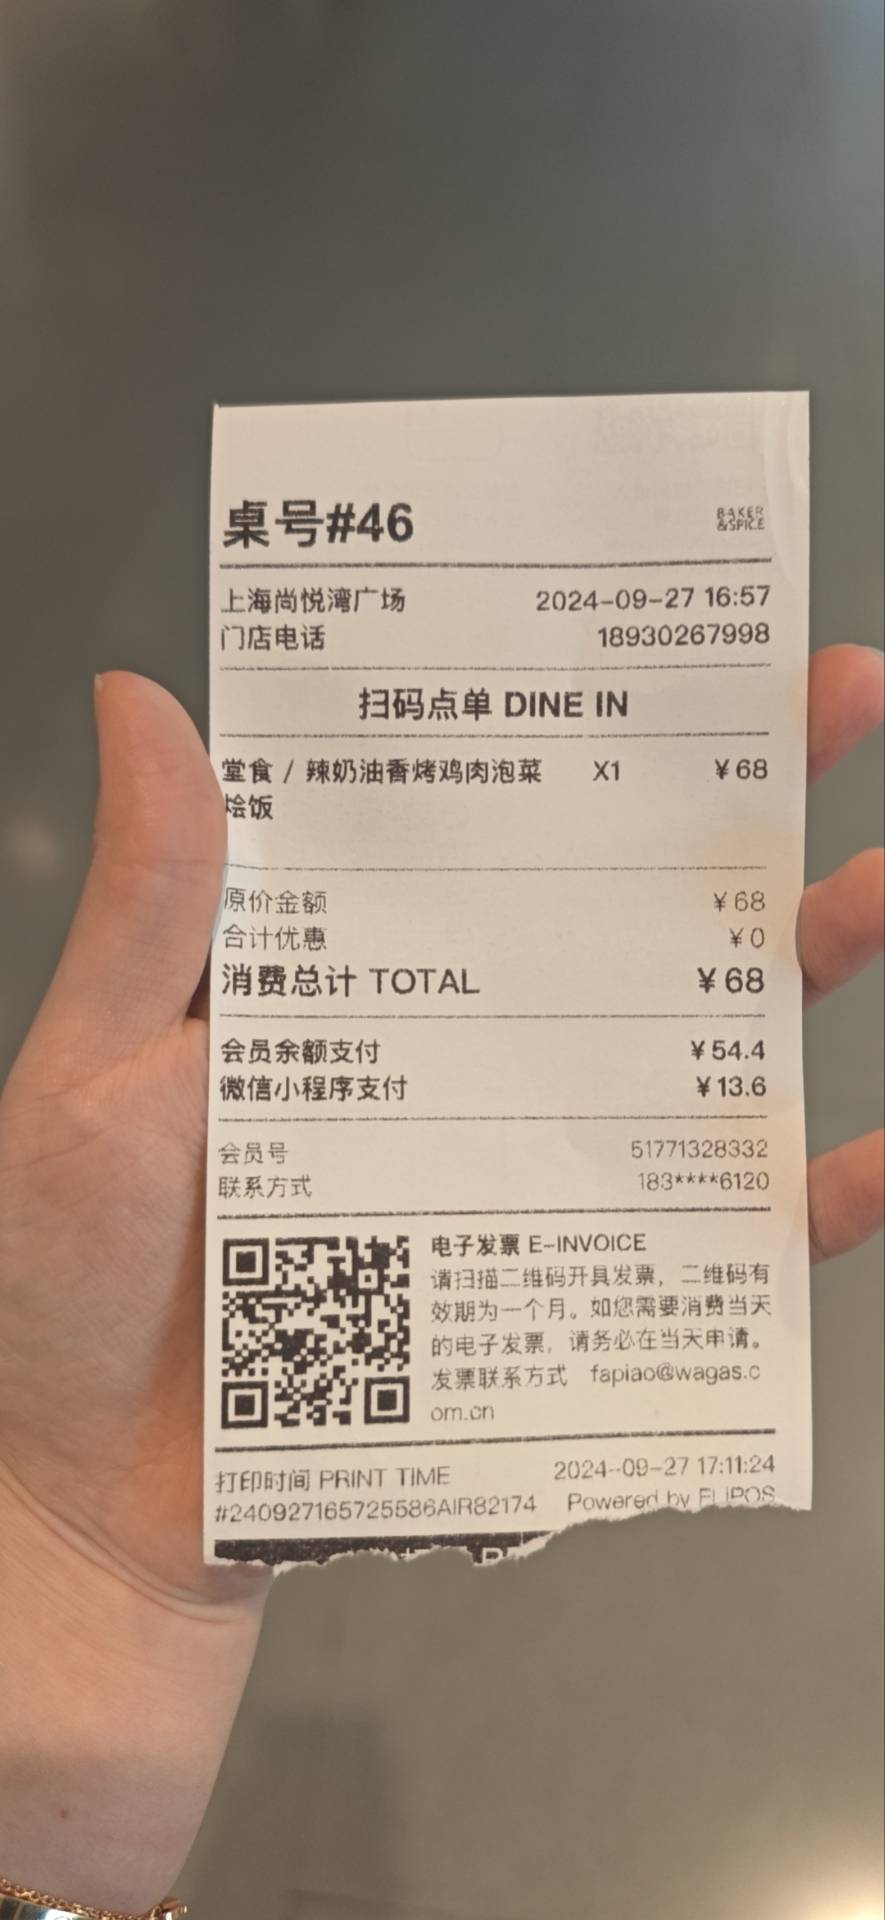 桌号#46
BAKER
&SPICE
上海尚悦湾广场 2024-09-27 16:57
门店电话 18930267998
扫码点单 DINE IN
堂食 / 辣奶油香烤鸡肉泡菜 X1 ¥68
烩饭
原价金额 ¥68
合计优惠 ¥0
消费总计 TOTAL ¥68
会员余额支付 ¥54.4
微信小程序支付 ¥13.6
会员号 51771328332
联系方式 183****6120
电子发票 E-INVOICE
请扫描二维码开具发票，二维码有
效期为一个月。如您需要消费当天
的电子发票，请务必在当天申请。
发票联系方式 fapiao@wagas.c
om.cn
打印时间 PRINT TIME 2024-09-27 17:11:24
#240927165725586AIR82174 Powered by FLIPOS